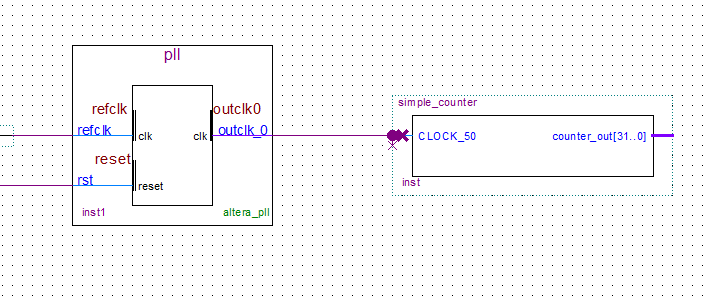 pll
refclk
outclk0
refclk
clk
clk
outclk_0
reset
rst
reset
inst1
altera_pll
simple_counter
CLOCK_50
counter_out[31..0]
inst